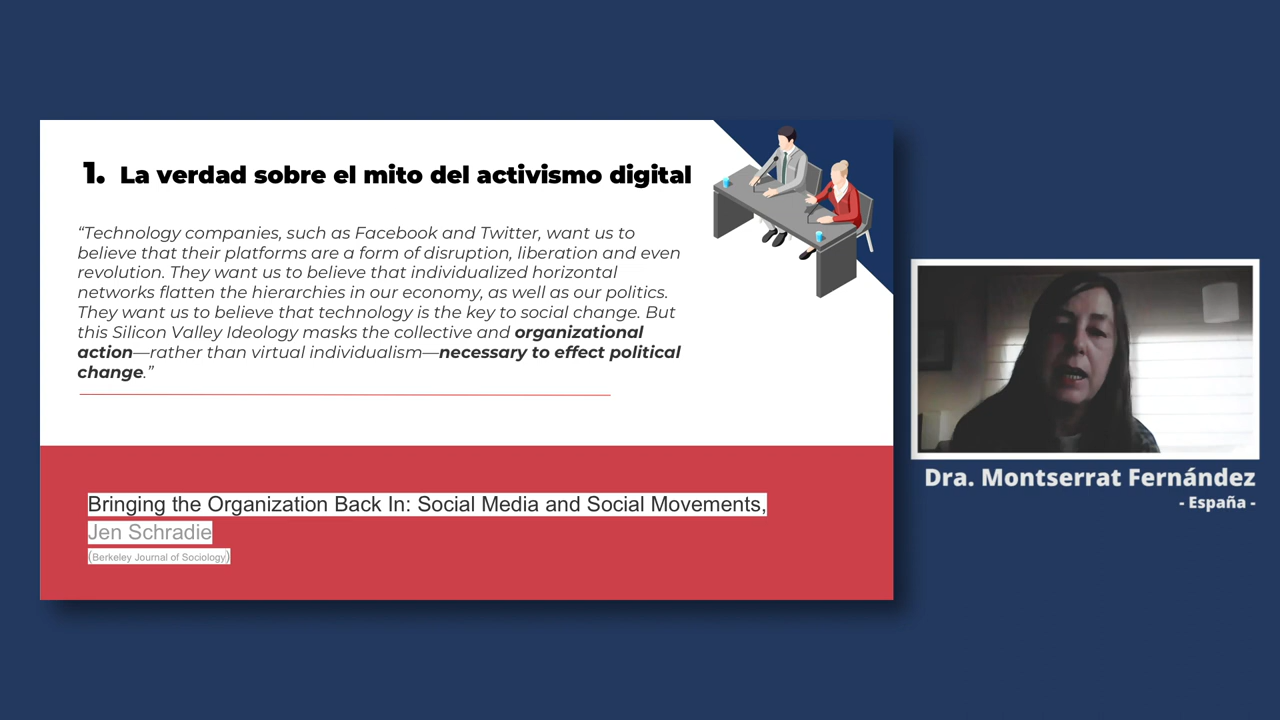 1. La verdad sobre el mito del activismo digital
“Technology companies, such as Facebook and Twitter, want us to
believe that their platforms are a form of disruption, liberation and even
revolution. They want us to believe that individualized horizontal
networks flatten the hierarchies in our economy, as well as our politics.
They want us to believe that technology is the key to social change. But
this Silicon Valley Ideology masks the collective and organizational
action—rather than virtual individualism—necessary to effect political
change.”
Bringing the Organization Back In: Social Media and Social Movements,
Jen Schradie
(Berkeley Journal of Sociology)
Dra. Montserrat Fernández
- España -